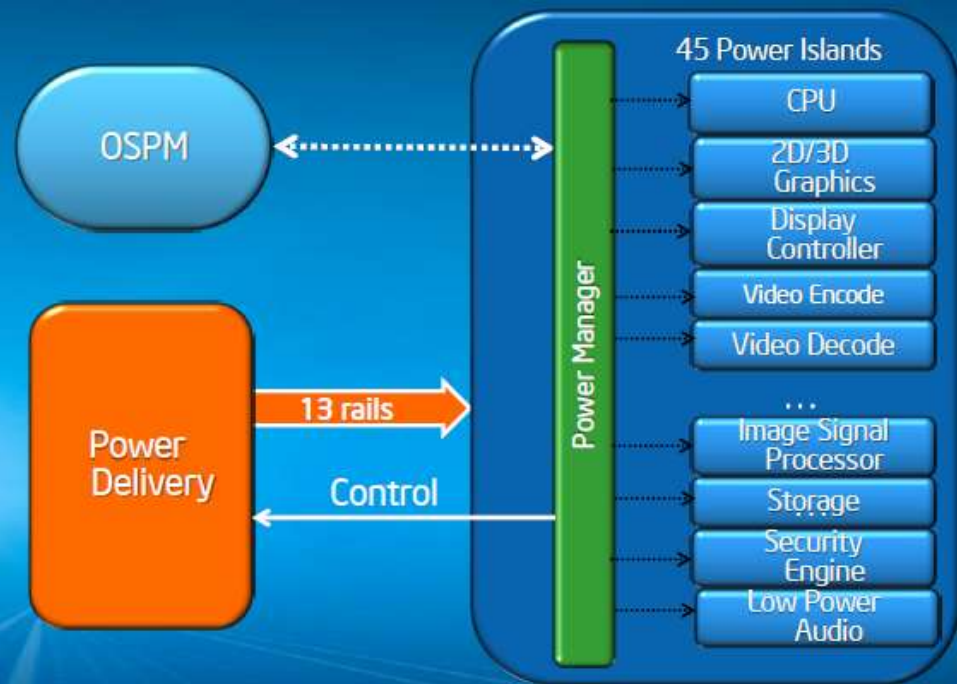 OSPM
Power
Delivery
13 rails
Control
Power Manager
45 Power Islands
CPU
2D/3D
Graphics
Display
Controller
Video Encode
Video Decode
...
Image Signal
Processor
Storage
...
Security
Engine
Low Power
Audio